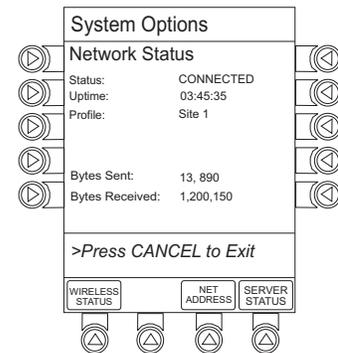 System Options
Network Status
Status: CONNECTED
Uptime: 03:45:35
Profile: Site 1
Bytes Sent: 13, 890
Bytes Received: 1,200,150
>Press CANCEL to Exit
WIRELESS STATUS
NET ADDRESS
SERVER STATUS